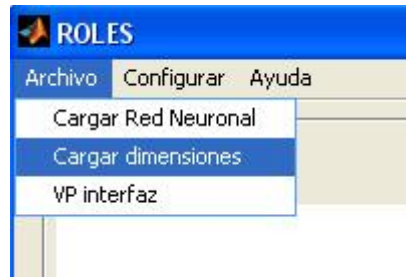 ROLES
Archivo Configurar Ayuda
Cargar Red Neuronal
Cargar dimensiones
VP interfaz